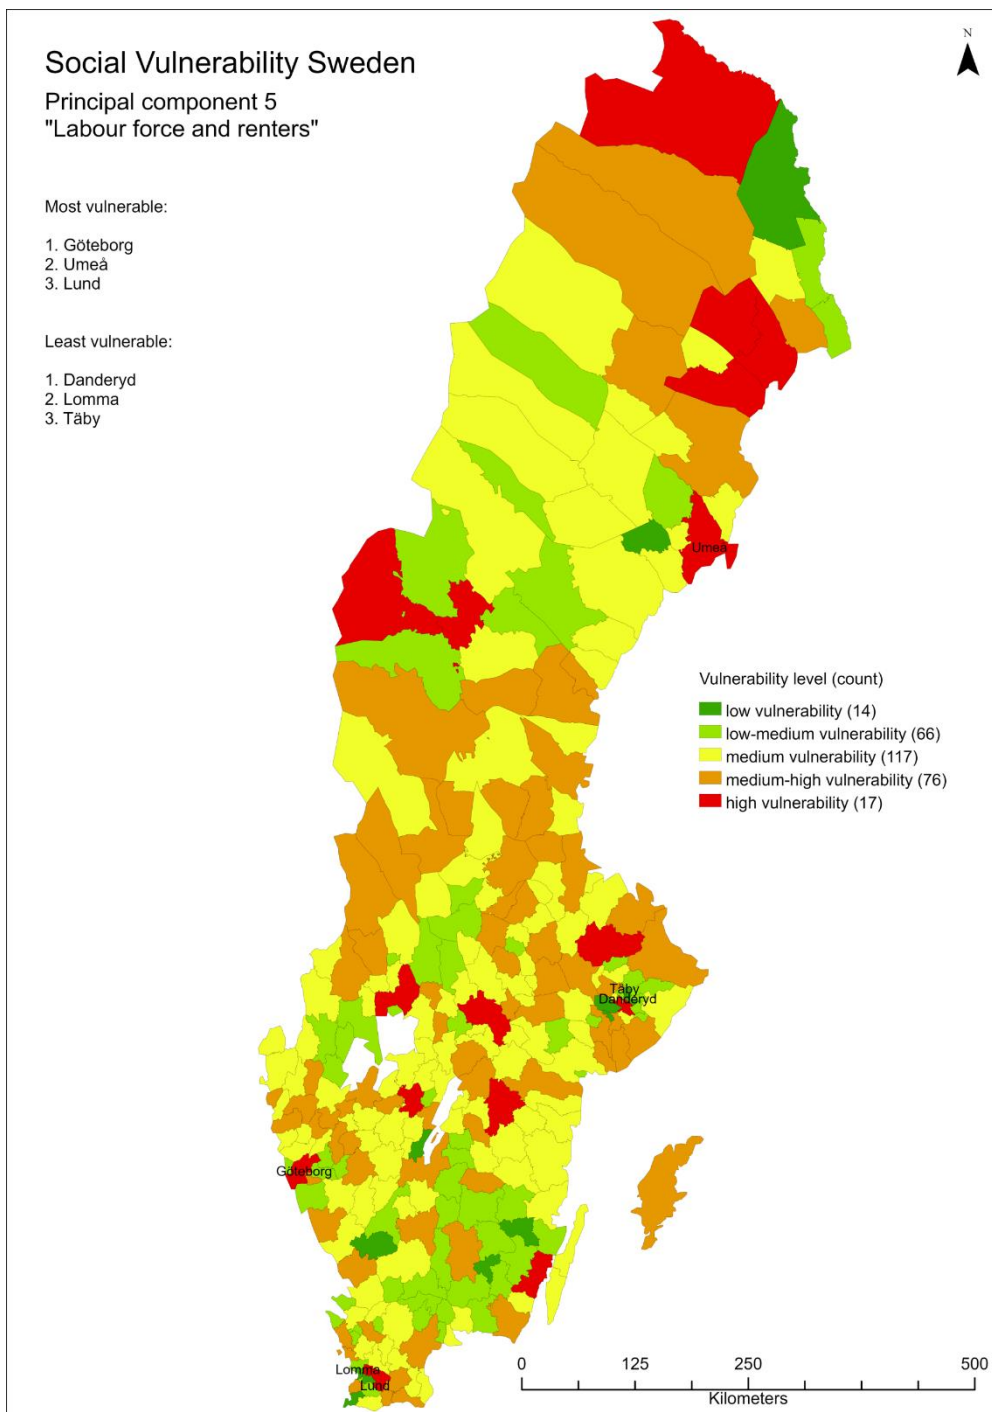 Social Vulnerability Sweden
Principal component 5
"Labour force and renters"
N
Most vulnerable:
1. Göteborg
2. Umeå
3. Lund
Least vulnerable:
1. Danderyd
2. Lomma
3. Täby
Umeå
Vulnerability level (count)
low vulnerability (14)
low-medium vulnerability (66)
medium vulnerability (117)
medium-high vulnerability (76)
high vulnerability (17)
Täby
Danderyd
Göteborg
Lomma
Lund
0 125 250 500
Kilometers